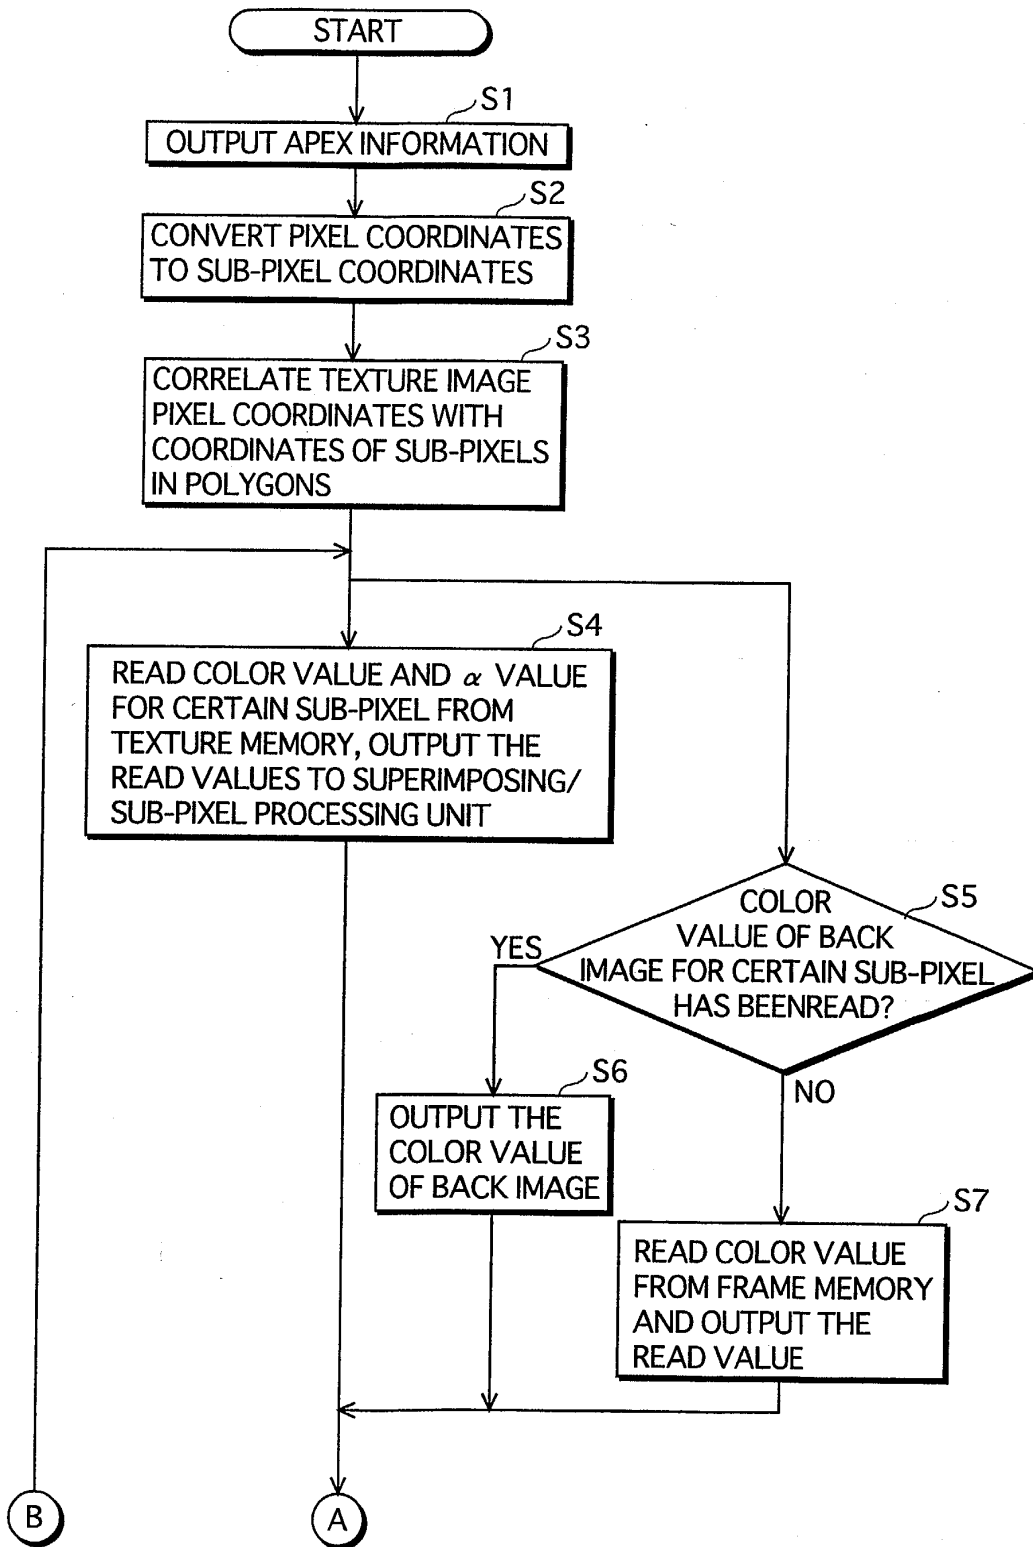 START
S1
OUTPUT APEX INFORMATION
S2
CONVERT PIXEL COORDINATES
TO SUB-PIXEL COORDINATES
S3
CORRELATE TEXTURE IMAGE
PIXEL COORDINATES WITH
COORDINATES OF SUB-PIXELS
IN POLYGONS
S4
READ COLOR VALUE AND α VALUE
FOR CERTAIN SUB-PIXEL FROM
TEXTURE MEMORY, OUTPUT THE
READ VALUES TO SUPERIMPOSING/
SUB-PIXEL PROCESSING UNIT
S5
COLOR
VALUE OF BACK
IMAGE FOR CERTAIN SUB-PIXEL
HAS BEENREAD?
YES
NO
S6
OUTPUT THE
COLOR VALUE
OF BACK IMAGE
S7
READ COLOR VALUE
FROM FRAME MEMORY
AND OUTPUT THE
READ VALUE
B
A